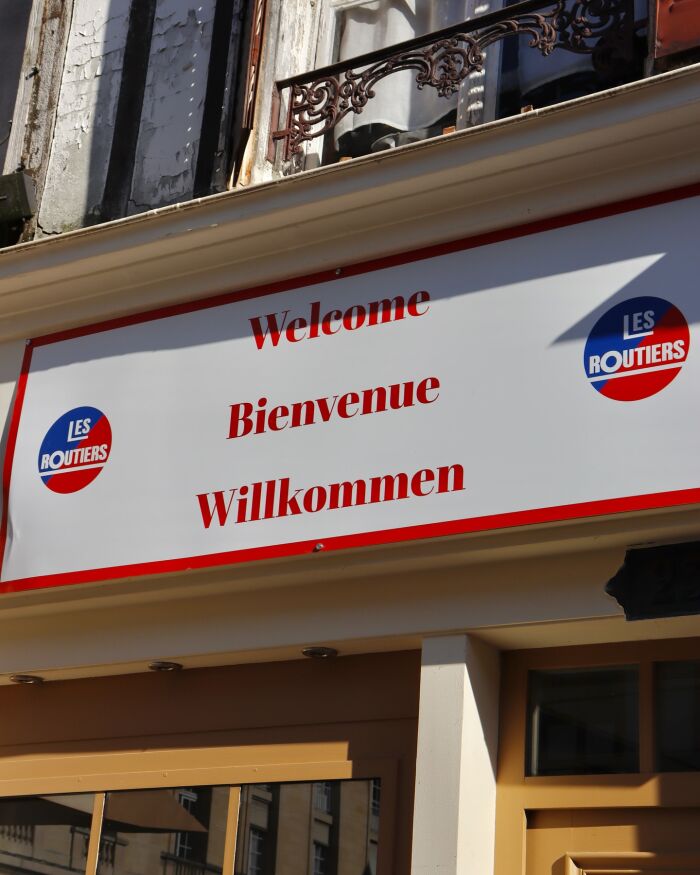 Welcome
Bienvenue
Willkommen
LES
ROUTIERS
LES
ROUTIERS